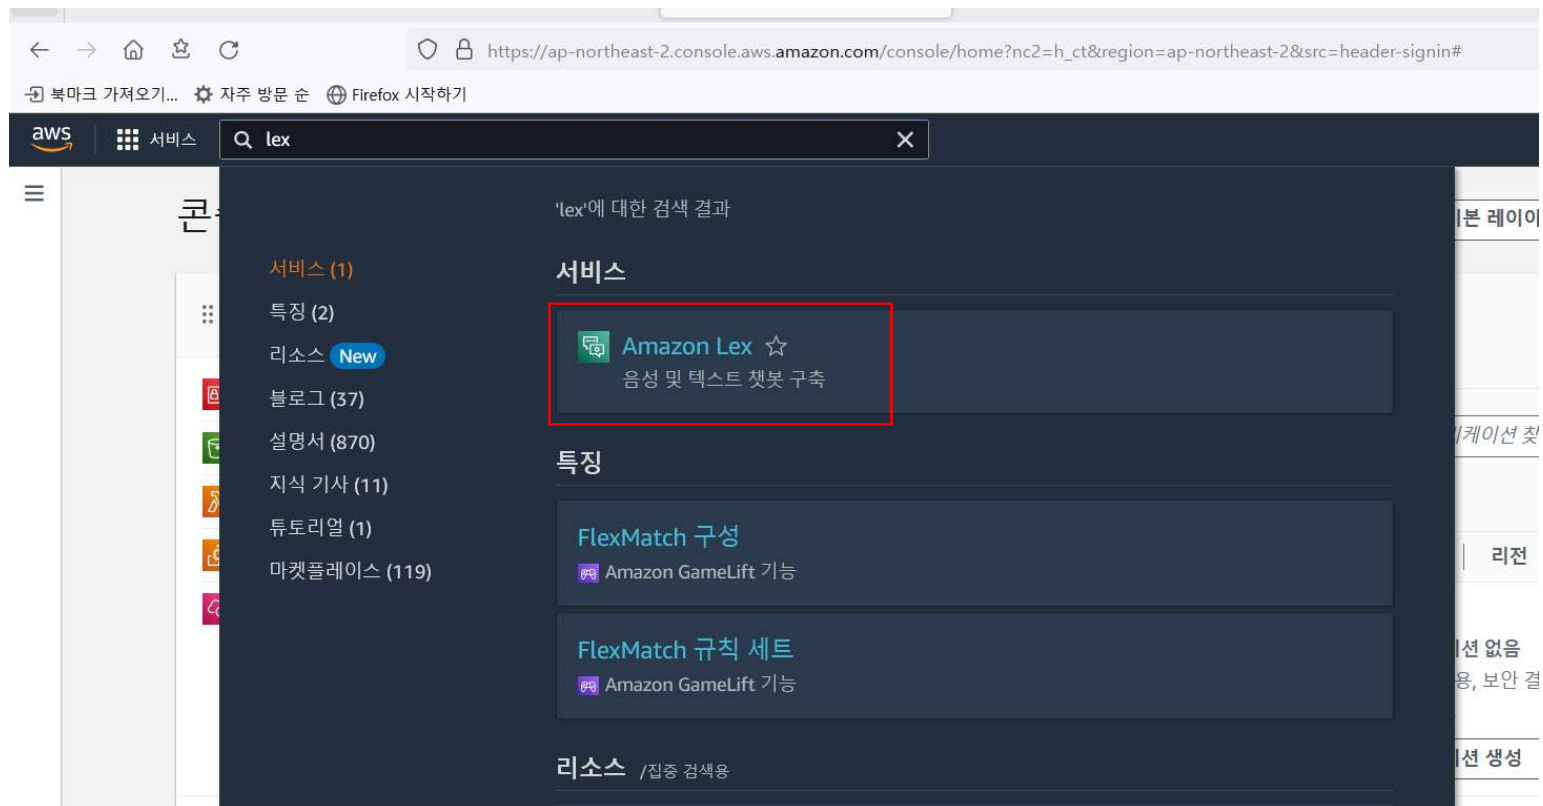 https://ap-northeast-2.console.aws.amazon.com/console/home?nc2=h_ct&region=ap-northeast-2&src=header-signin#
북마크 가져오기... 자주 방문 순 Firefox 시작하기
aws 서비스 lex
'lex'에 대한 검색 결과
서비스 (1)
특징 (2)
리소스 New
블로그 (37)
설명서 (870)
지식 기사 (11)
튜토리얼 (1)
마켓플레이스 (119)
서비스
Amazon Lex
음성 및 텍스트 챗봇 구축
특징
FlexMatch 구성
Amazon GameLift 기능
FlexMatch 규칙 세트
Amazon GameLift 기능
리소스 /집중 검색용
리전
없음
보안
생성